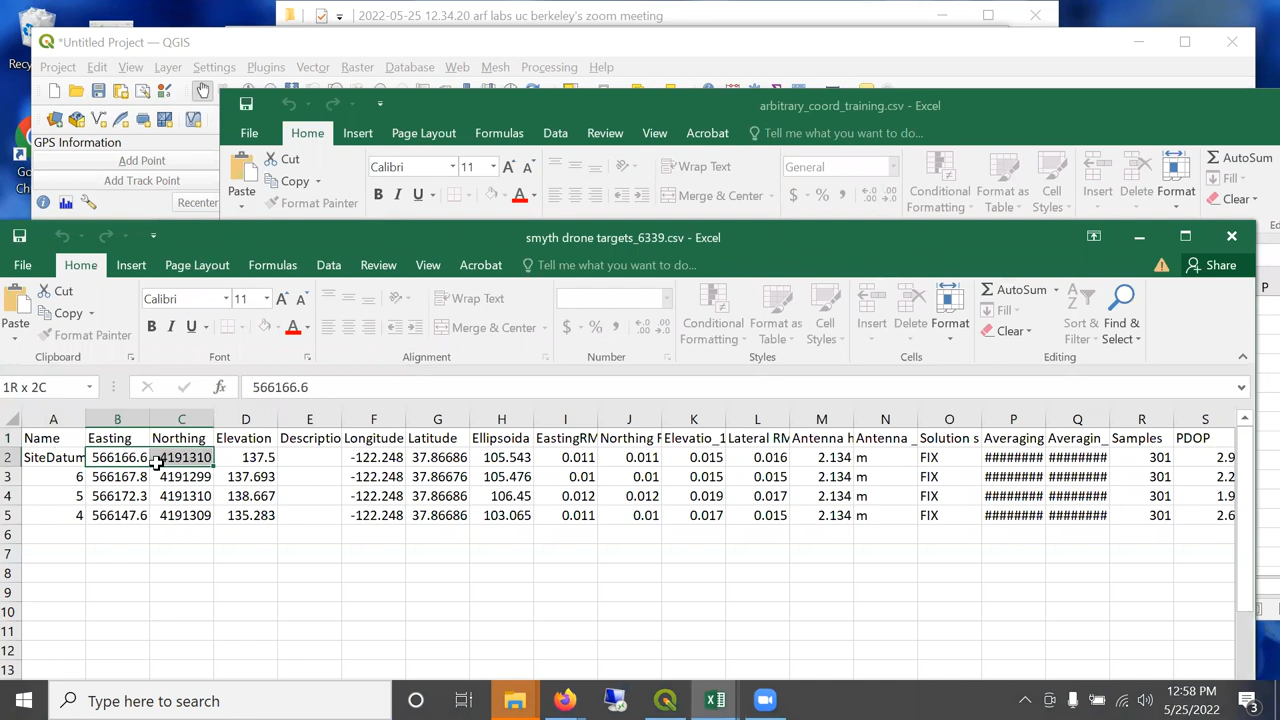 2022-05-25 12.34.20 arf labs uc berkeley's zoom meeting
*Untitled Project — QGIS
Project Edit View Layer Settings Plugins Vector Raster Database Web Mesh Processing Help
arbitrary_coord_training.csv - Excel
GPS Information
Add Point
Add Track Point
Recenter
File Home Insert Page Layout Formulas Data Review View Acrobat Tell me what you want to do...
Paste
Cut
Copy
Format Painter
Calibri 11
B I U
Wrap Text
Merge & Center
General
$ % ,
Conditional Formatting
Format as Table
Cell Styles
Insert Delete Format
AutoSum
Fill
Clear
P
smyth drone targets_6339.csv - Excel
File Home Insert Page Layout Formulas Data Review View Acrobat Tell me what you want to do... Share
Paste
Cut
Copy
Format Painter
Calibri 11
B I U
Wrap Text
Merge & Center
$ % ,
Conditional Formatting
Format as Table
Cell Styles
Insert Delete Format
AutoSum
Fill
Clear
Sort & Filter
Find & Select
Clipboard Font Alignment Number Styles Cells Editing
1R x 2C fx 566166.6
A B C D E F G H I J K L M N O P Q R S
1 Name Easting Northing Elevation Descriptio Longitude Latitude Ellipsoida EastingRM Northing F Elevatio_1 Lateral RM Antenna h Antenna _ Solution s Averaging Averagin_ Samples PDOP
2 SiteDatum 566166.6 4191310 137.5 -122.248 37.86686 105.543 0.011 0.011 0.015 0.016 2.134 m FIX ######## ######## 301 2.9
3 6 566167.8 4191299 137.693 -122.248 37.86676 105.476 0.01 0.01 0.015 0.015 2.134 m FIX ######## ######## 301 2.2
4 5 566172.3 4191310 138.667 -122.248 37.86686 106.45 0.012 0.012 0.019 0.017 2.134 m FIX ######## ######## 301 1.9
5 4 566147.6 4191309 135.283 -122.248 37.86686 103.065 0.011 0.01 0.017 0.015 2.134 m FIX ######## ######## 301 2.6
6
7
8
9
10
11
12
13
Type here to search
12:58 PM
5/25/2022
3